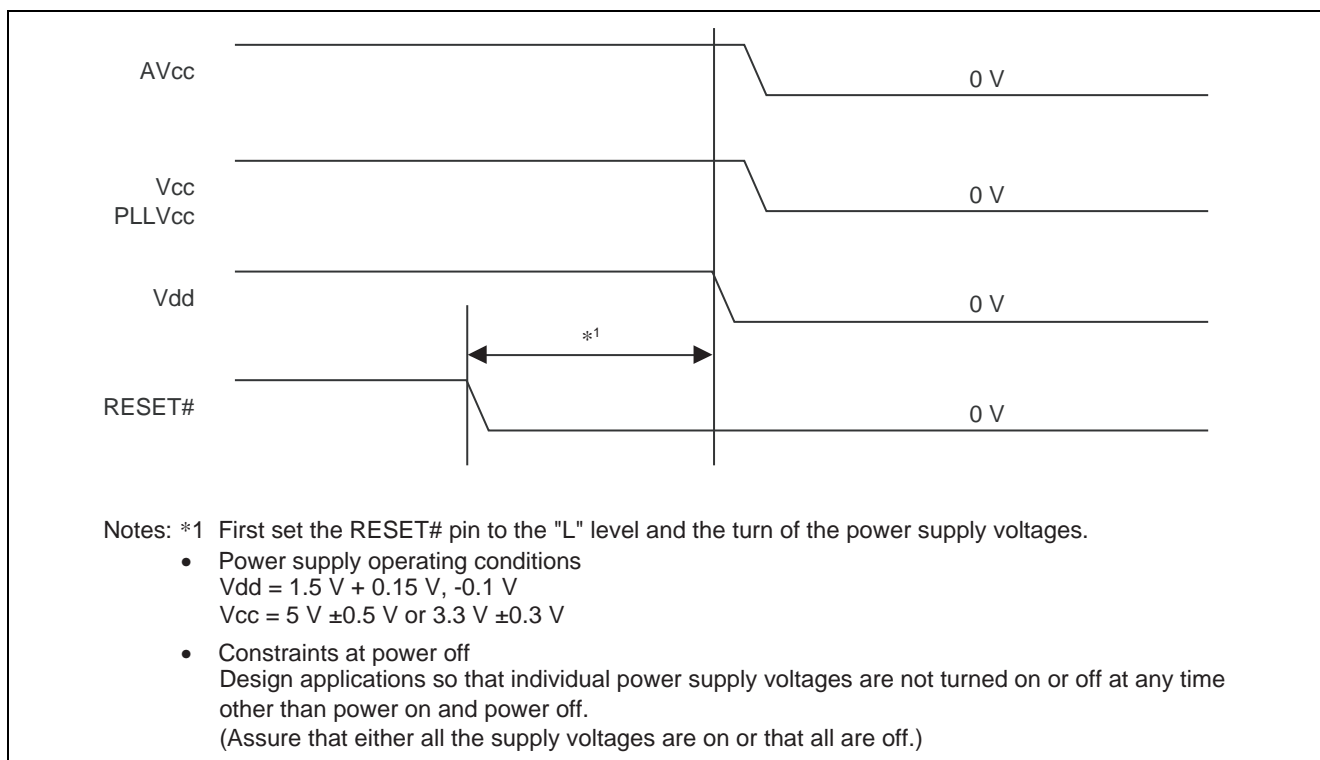 AVcc
0 V
Vcc
PLLVcc
0 V
Vdd
0 V
*1
RESET#
0 V
Notes: *1 First set the RESET# pin to the "L" level and the turn of the power supply voltages.
• Power supply operating conditions
Vdd = 1.5 V + 0.15 V, -0.1 V
Vcc = 5 V ±0.5 V or 3.3 V ±0.3 V
• Constraints at power off
Design applications so that individual power supply voltages are not turned on or off at any time
other than power on and power off.
(Assure that either all the supply voltages are on or that all are off.)